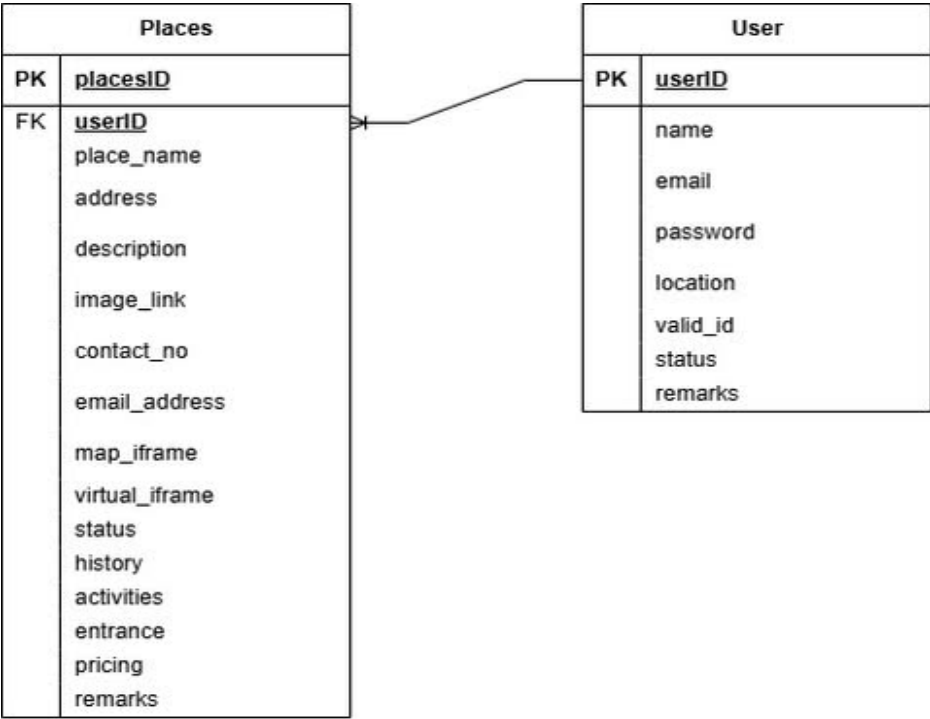 Places
PK placesID
FK userID
place_name
address
description
image_link
contact_no
email_address
map_iframe
virtual_iframe
status
history
activities
entrance
pricing
remarks
User
PK userID
name
email
password
location
valid_id
status
remarks